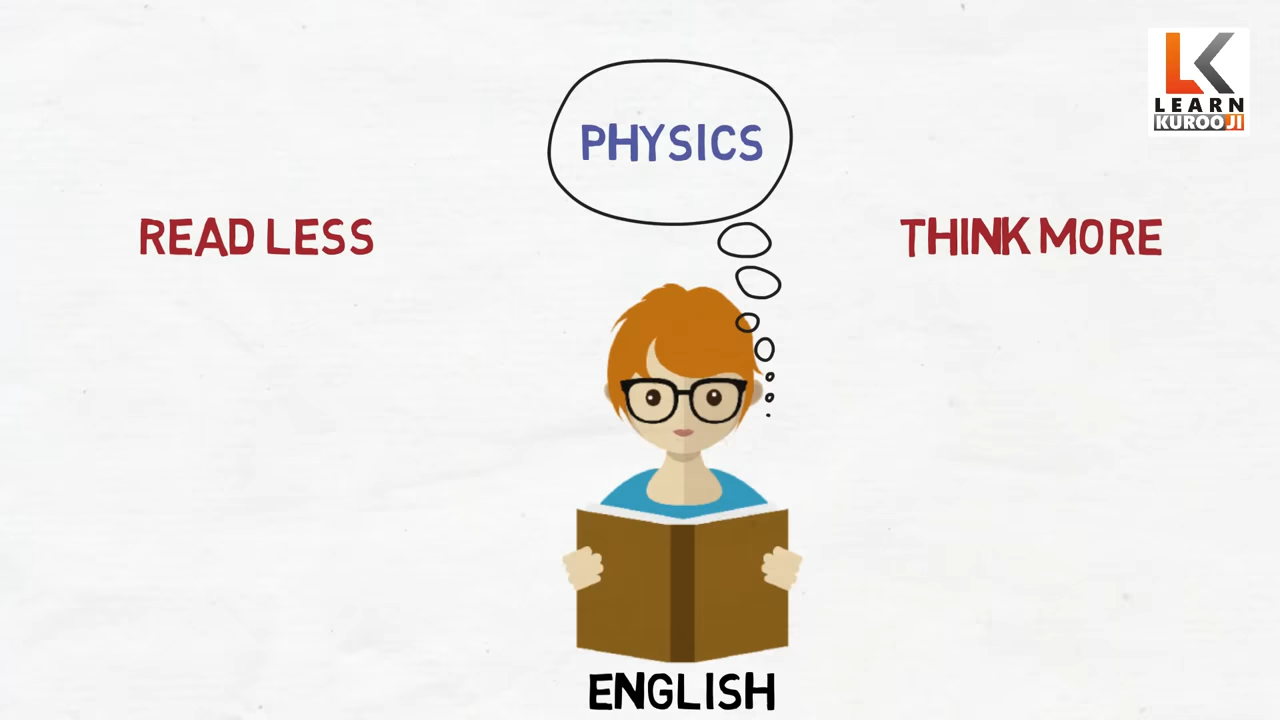 LEARN
KUROOJI
PHYSICS
READ LESS
THINK MORE
ENGLISH